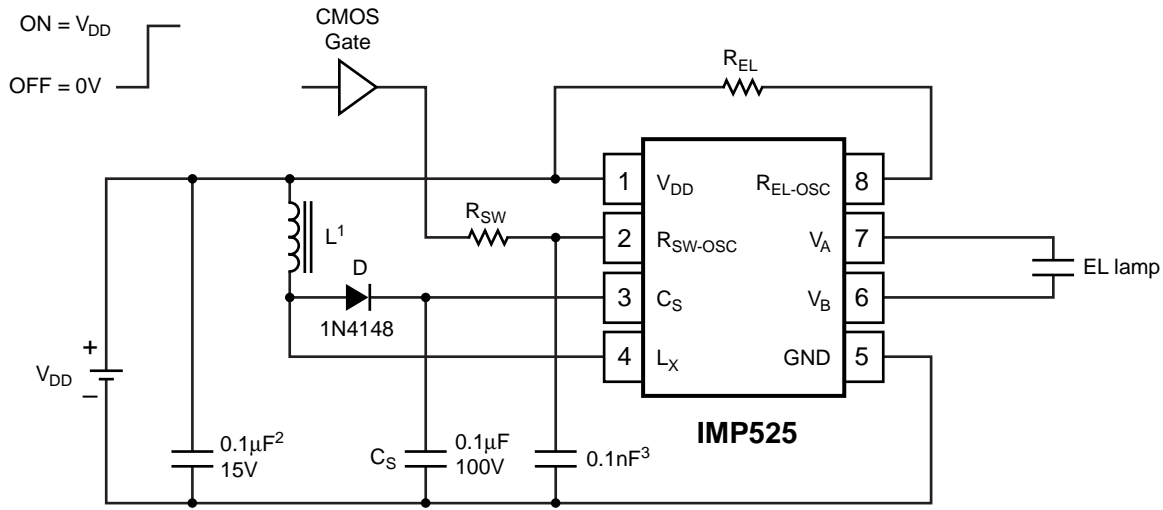 ON = VDD
OFF = 0V
CMOS
Gate
REL
1 VDD
REL-OSC 8
RSW
L¹
2 RSW-OSC
VA 7
D
1N4148
3 CS
VB 6
EL lamp
4 LX
GND 5
+
VDD
–
IMP525
0.1μF²
15V
CS
0.1μF
100V
0.1nF³